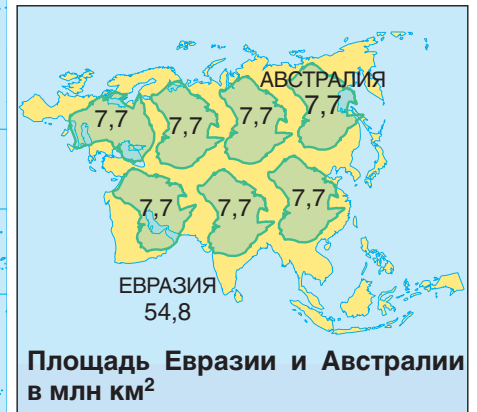 АВСТРАЛИЯ
7,7 7,7 7,7 7,7
7,7 7,7 7,7
ЕВРАЗИЯ
54,8
Площадь Евразии и Австралии
в млн км²